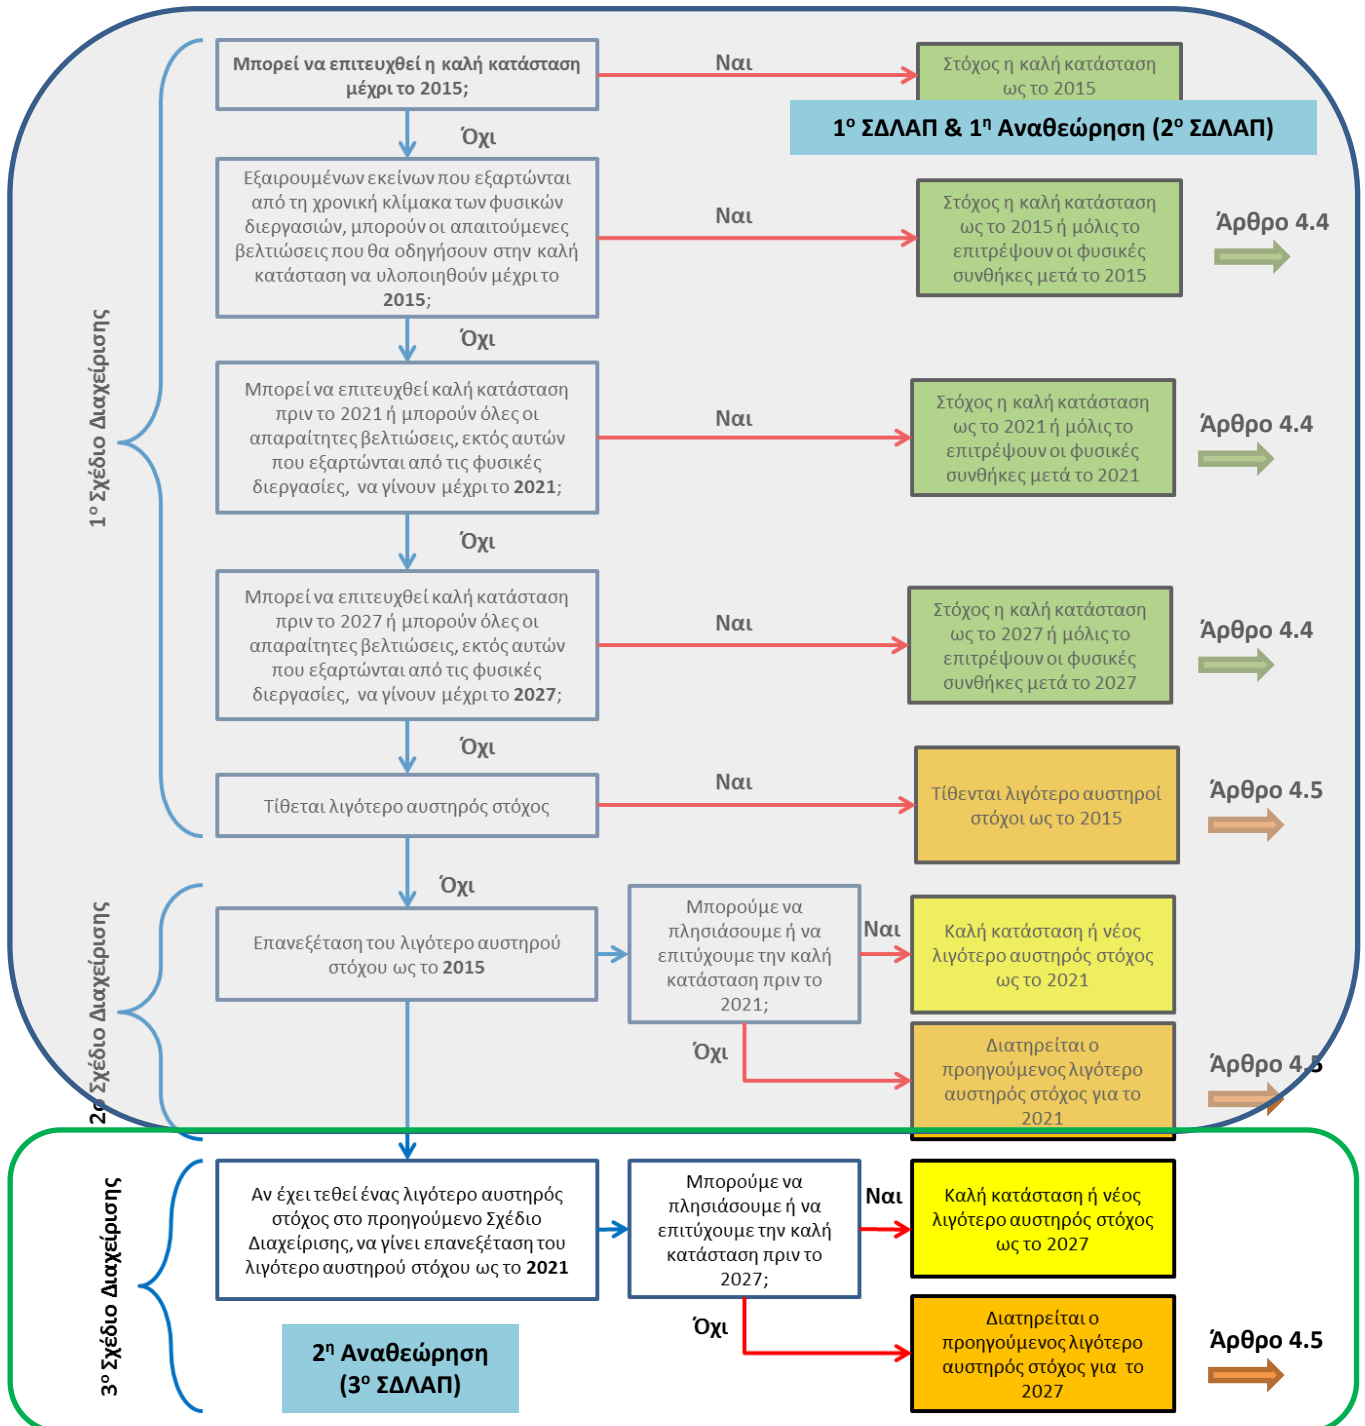 Μπορεί να επιτευχθεί η καλή κατάσταση
μέχρι το 2015;
Ναι
Στόχος η καλή κατάσταση
ως το 2015
1ο ΣΔΛΑΠ & 1η Αναθεώρηση (2ο ΣΔΛΑΠ)
Όχι
Εξαιρουμένων εκείνων που εξαρτώνται
από τη χρονική κλίμακα των φυσικών
διεργασιών, μπορούν οι απαιτούμενες
βελτιώσεις που θα οδηγήσουν στην καλή
κατάσταση να υλοποιηθούν μέχρι το
2015;
Ναι
Στόχος η καλή κατάσταση
ως το 2015 ή μόλις το
επιτρέψουν οι φυσικές
συνθήκες μετά το 2015
Άρθρο 4.4
Όχι
1ο Σχέδιο Διαχείρισης
Μπορεί να επιτευχθεί καλή κατάσταση
πριν το 2021 ή μπορούν όλες οι
απαραίτητες βελτιώσεις, εκτός αυτών
που εξαρτώνται από τις φυσικές
διεργασίες, να γίνουν μέχρι το 2021;
Ναι
Στόχος η καλή κατάσταση
ως το 2021 ή μόλις το
επιτρέψουν οι φυσικές
συνθήκες μετά το 2021
Άρθρο 4.4
Όχι
Μπορεί να επιτευχθεί καλή κατάσταση
πριν το 2027 ή μπορούν όλες οι
απαραίτητες βελτιώσεις, εκτός αυτών
που εξαρτώνται από τις φυσικές
διεργασίες, να γίνουν μέχρι το 2027;
Ναι
Στόχος η καλή κατάσταση
ως το 2027 ή μόλις το
επιτρέψουν οι φυσικές
συνθήκες μετά το 2027
Άρθρο 4.4
Όχι
Τίθεται λιγότερο αυστηρός στόχος
Ναι
Τίθενται λιγότερο αυστηροί
στόχοι ως το 2015
Άρθρο 4.5
Όχι
2ο Σχέδιο Διαχείρισης
Επανεξέταση του λιγότερο αυστηρού
στόχου ως το 2015
Μπορούμε να
πλησιάσουμε ή να
επιτύχουμε την καλή
κατάσταση πριν το
2021;
Ναι
Καλή κατάσταση ή νέος
λιγότερο αυστηρός στόχος
ως το 2021
Όχι
Διατηρείται ο
προηγούμενος λιγότερο
αυστηρός στόχος για το
2021
Άρθρο 4.5
3ο Σχέδιο Διαχείρισης
Αν έχει τεθεί ένας λιγότερο αυστηρός
στόχος στο προηγούμενο Σχέδιο
Διαχείρισης, να γίνει επανεξέταση του
λιγότερο αυστηρού στόχου ως το 2021
Μπορούμε να
πλησιάσουμε ή να
επιτύχουμε την καλή
κατάσταση πριν το
2027;
Ναι
Καλή κατάσταση ή νέος
λιγότερο αυστηρός στόχος
ως το 2027
Όχι
Διατηρείται ο
προηγούμενος λιγότερο
αυστηρός στόχος για το
2027
Άρθρο 4.5
2η Αναθεώρηση
(3ο ΣΔΛΑΠ)